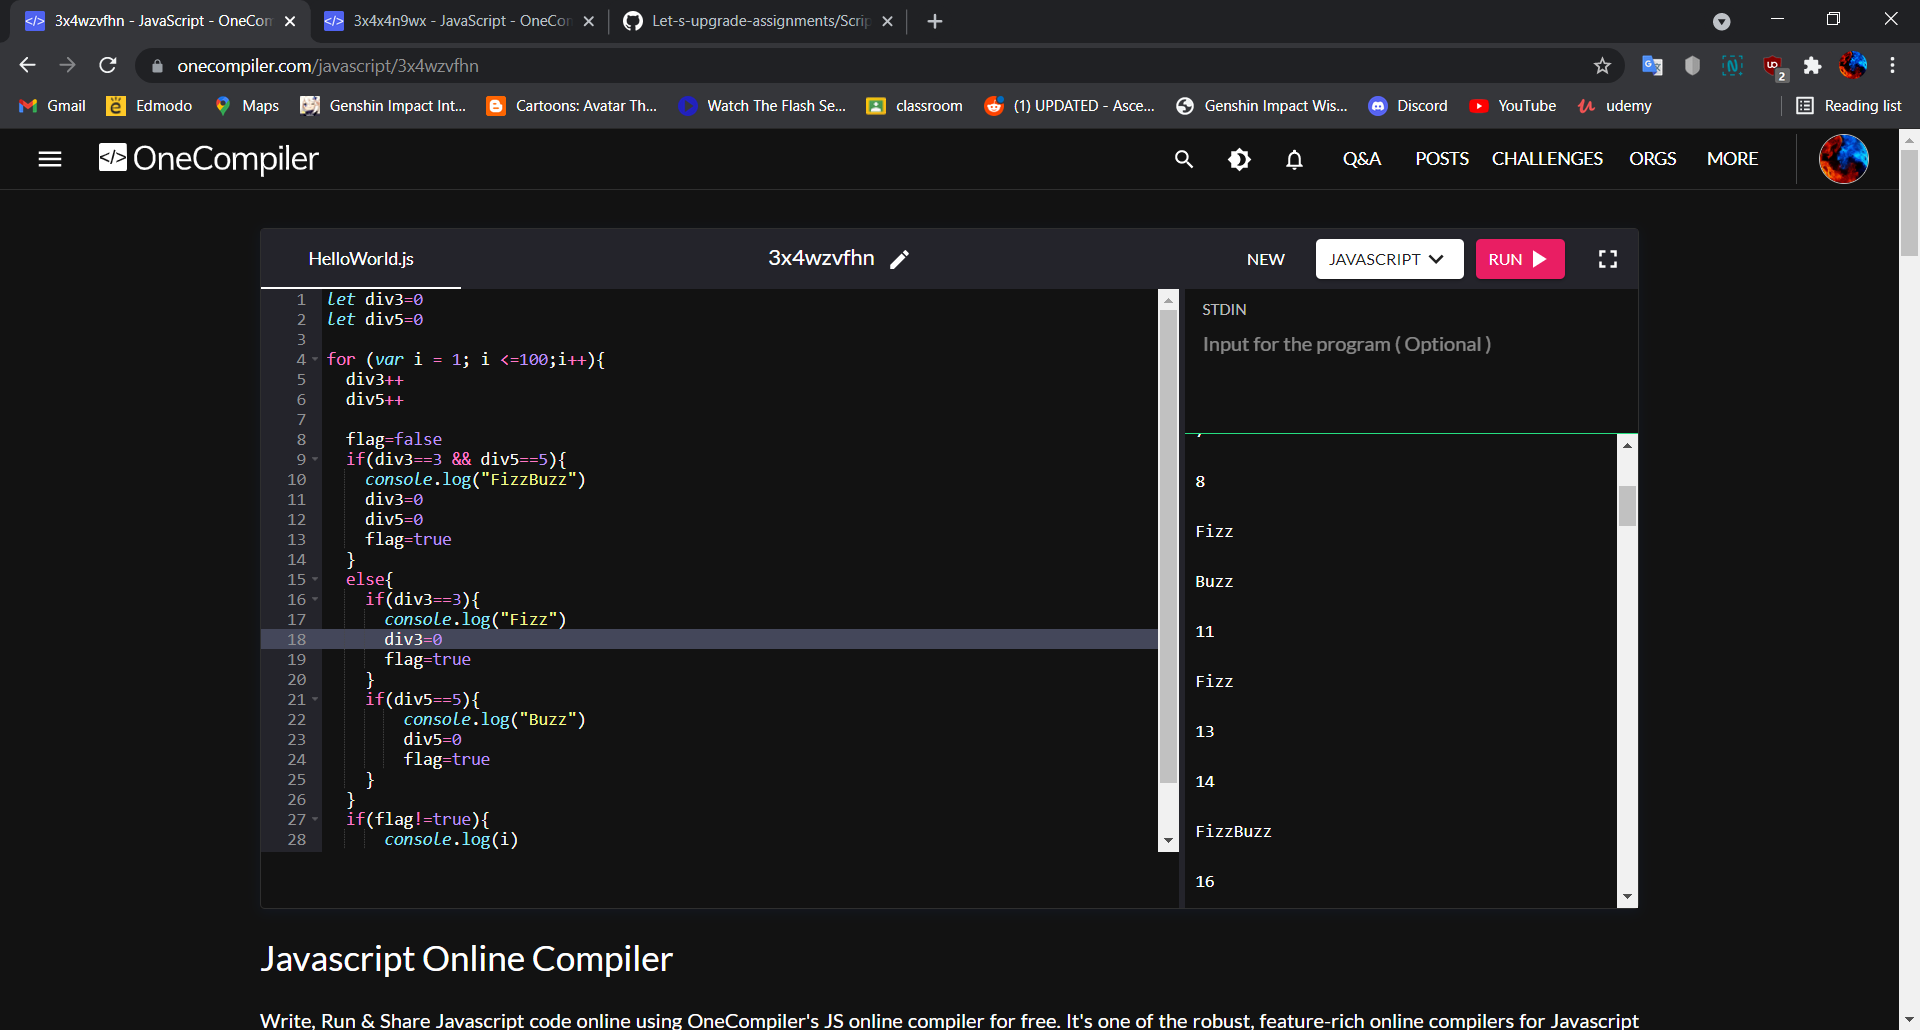 3x4wzvfhn - JavaScript - OneCom
3x4x4n9wx - JavaScript - OneCom
Let-s-upgrade-assignments/Scrip
onecompiler.com/javascript/3x4wzvfhn
2
Gmail
Edmodo
Maps
Genshin Impact Int...
Cartoons: Avatar Th...
Watch The Flash Se...
classroom
(1) UPDATED - Asce...
Genshin Impact Wis...
Discord
YouTube
udemy
Reading list
</> OneCompiler
Q&A
POSTS
CHALLENGES
ORGS
MORE
HelloWorld.js
3x4wzvfhn
NEW
JAVASCRIPT
RUN
1 let div3=0
2 let div5=0
3
4 for (var i = 1; i <=100;i++){
5 div3++
6 div5++
7
8 flag=false
9 if(div3==3 && div5==5){
10 console.log("FizzBuzz")
11 div3=0
12 div5=0
13 flag=true
14 }
15 else{
16 if(div3==3){
17 console.log("Fizz")
18 div3=0
19 flag=true
20 }
21 if(div5==5){
22 console.log("Buzz")
23 div5=0
24 flag=true
25 }
26 }
27 if(flag!=true){
28 console.log(i)
STDIN
Input for the program ( Optional )
8
Fizz
Buzz
11
Fizz
13
14
FizzBuzz
16
Javascript Online Compiler
Write, Run & Share Javascript code online using OneCompiler's JS online compiler for free. It's one of the robust, feature-rich online compilers for Javascript